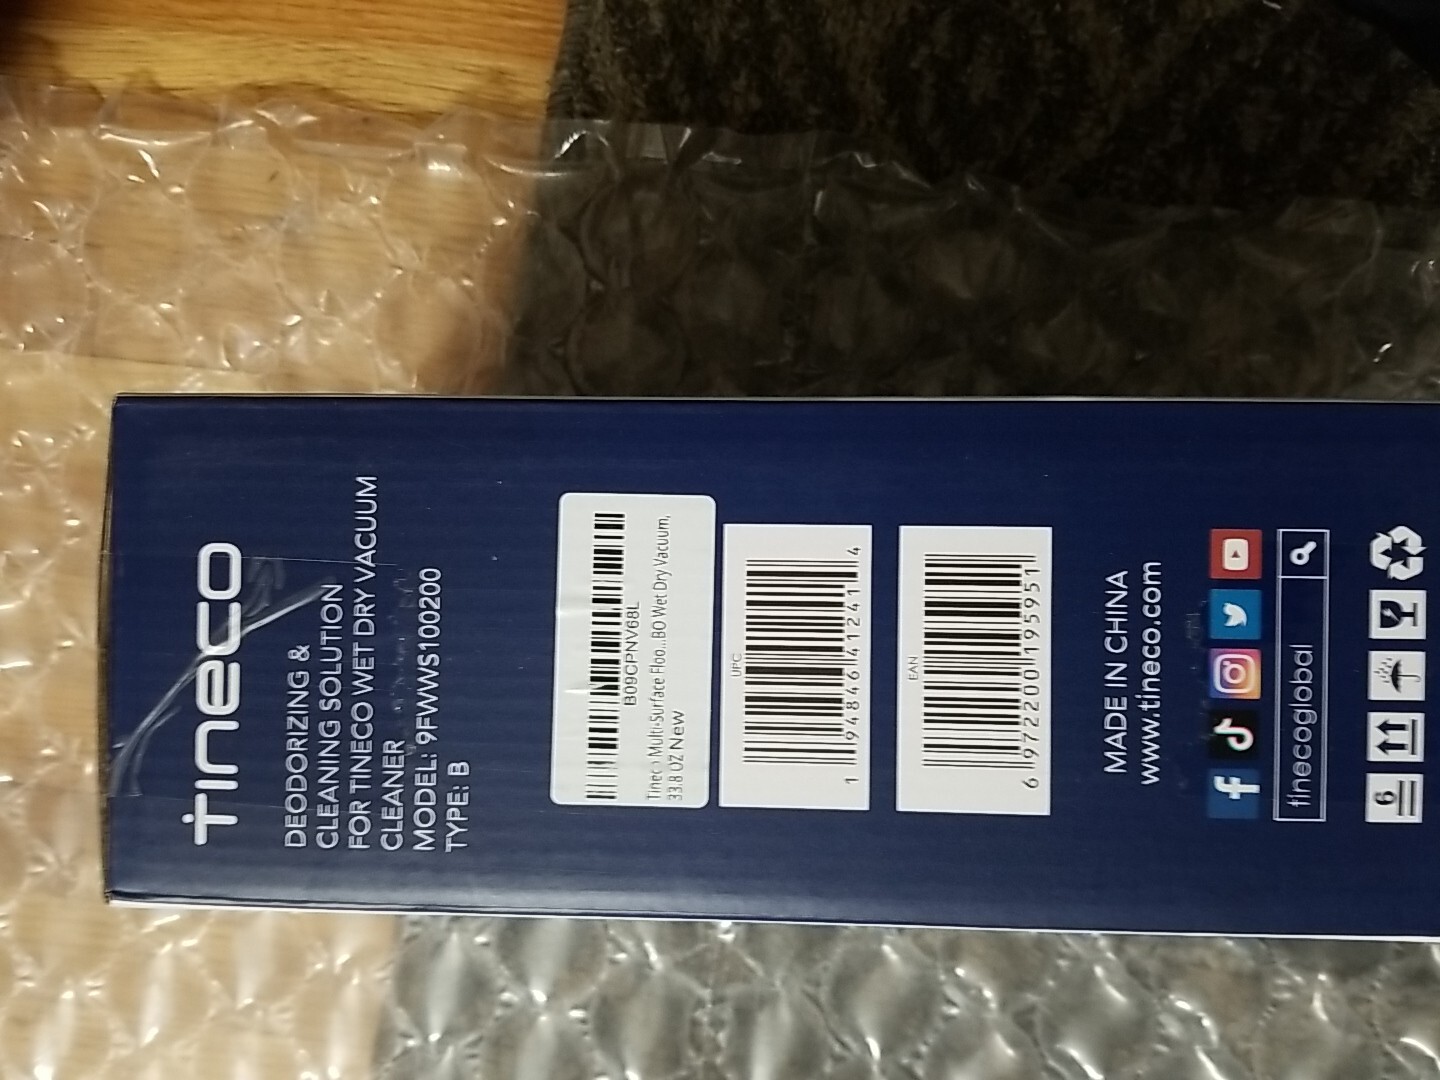 TINECO
DEODORIZING &
CLEANING SOLUTION
FOR TINECO WET DRY VACUUM
CLEANER
MODEL: 9FWWS100200
TYPE: B
B09CPNV68L
Tineco Multi-Surface Floo...BO Wet Dry Vacuum,
33.8 OZ New
UPC
1 94846 41241 4
EAN
6 972200 195951
MADE IN CHINA
www.tineco.com
tinecoglobal
6